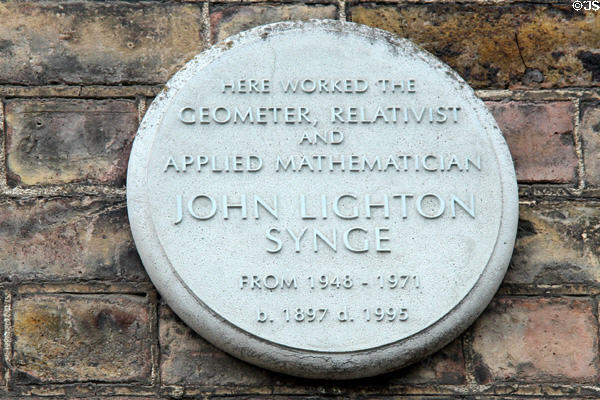 ©JS
HERE WORKED THE
GEOMETER, RELATIVIST
AND
APPLIED MATHEMATICIAN
JOHN LIGHTON
SYNGE
FROM 1948 - 1971
b. 1897 d. 1995